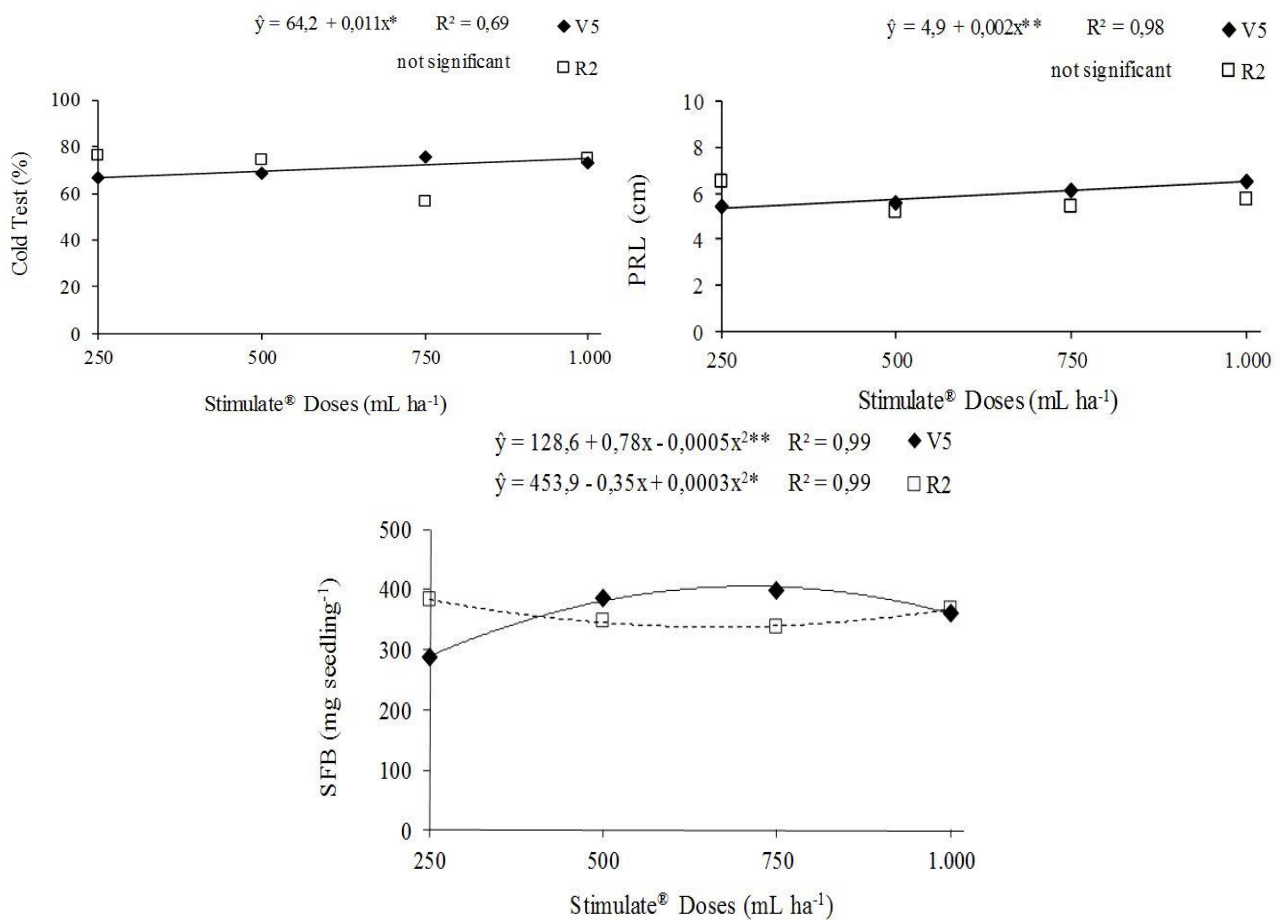 ŷ = 64,2 + 0,011x* R² = 0,69 V5
not significant R2
100
80
60
40
20
0
Cold Test (%)
250 500 750 1.000
Stimulate® Doses (mL ha⁻¹)
ŷ = 4,9 + 0,002x** R² = 0,98 V5
not significant R2
10
8
6
4
2
0
PRL (cm)
250 500 750 1.000
Stimulate® Doses (mL ha⁻¹)
ŷ = 128,6 + 0,78x - 0,0005x²** R² = 0,99 V5
ŷ = 453,9 - 0,35x + 0,0003x²* R² = 0,99 R2
500
400
300
200
100
0
SFB (mg seedling⁻¹)
250 500 750 1.000
Stimulate® Doses (mL ha⁻¹)